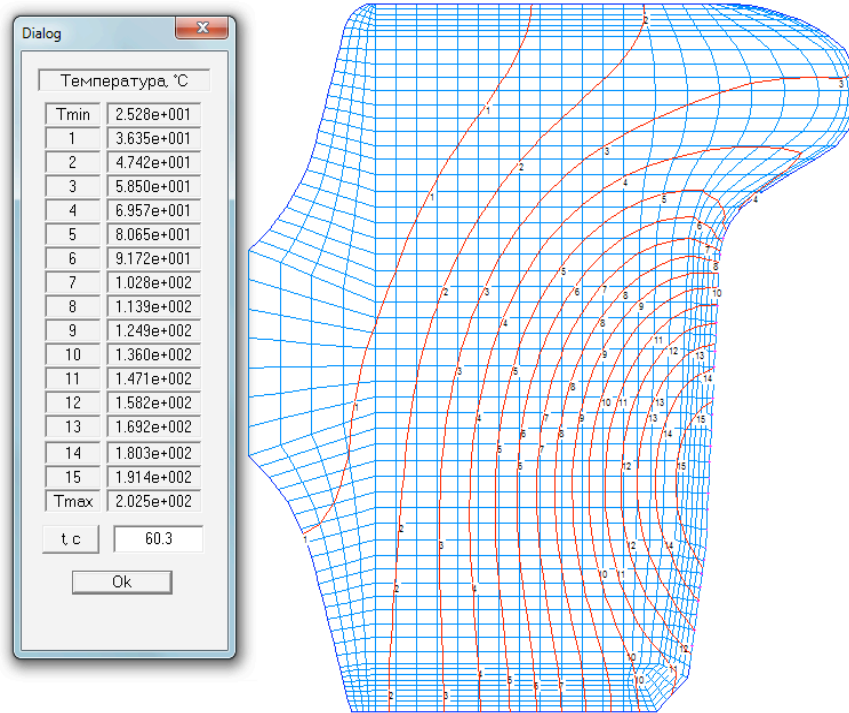 Dialog
x
Температура, °C
Tmin 2.528e+001
1 3.635e+001
2 4.742e+001
3 5.850e+001
4 6.957e+001
5 8.065e+001
6 9.172e+001
7 1.028e+002
8 1.139e+002
9 1.249e+002
10 1.360e+002
11 1.471e+002
12 1.582e+002
13 1.692e+002
14 1.803e+002
15 1.914e+002
Tmax 2.025e+002
t, c 60.3
Ok